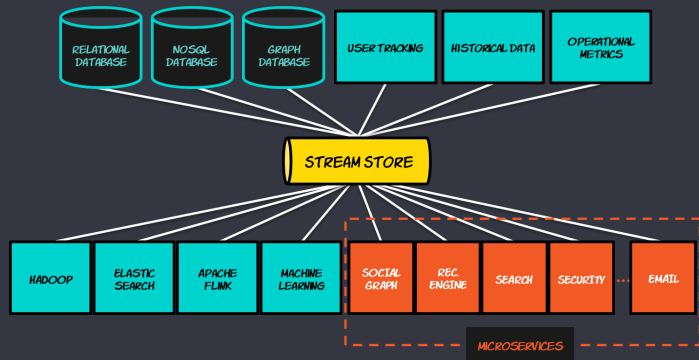 RELATIONAL
DATABASE
NOSQL
DATABASE
GRAPH
DATABASE
USER TRACKING
HISTORICAL DATA
OPERATIONAL
METRICS
STREAM STORE
HADOOP
ELASTIC
SEARCH
APACHE
FLINK
MACHINE
LEARNING
SOCIAL
GRAPH
REC.
ENGINE
SEARCH
SECURITY
...
EMAIL
MICROSERVICES